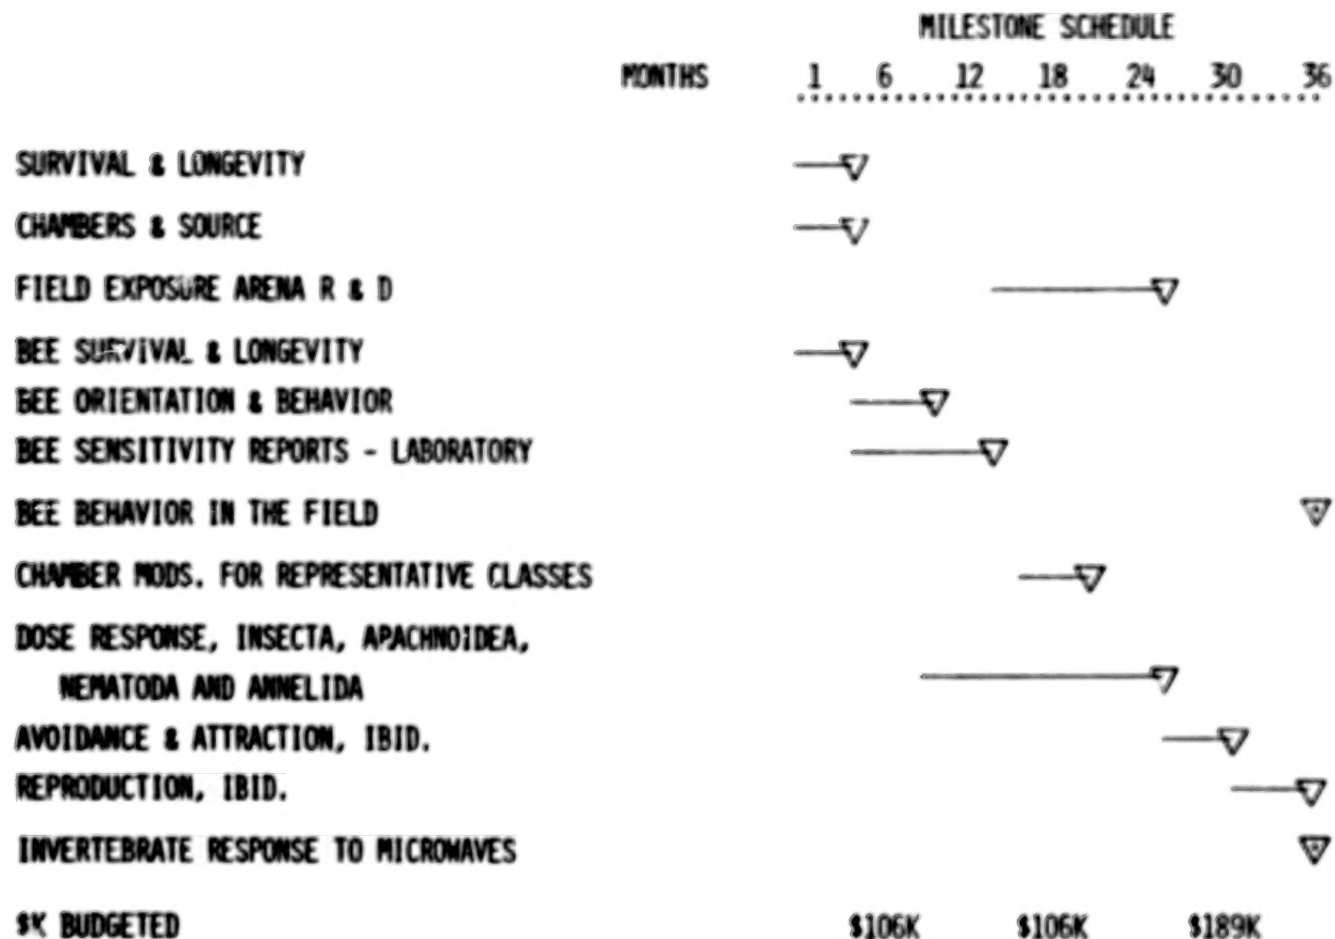 MILESTONE SCHEDULE
MONTHS 1 6 12 18 24 30 36
SURVIVAL & LONGEVITY
CHAMBERS & SOURCE
FIELD EXPOSURE ARENA R & D
BEE SURVIVAL & LONGEVITY
BEE ORIENTATION & BEHAVIOR
BEE SENSITIVITY REPORTS - LABORATORY
BEE BEHAVIOR IN THE FIELD
CHAMBER MODS. FOR REPRESENTATIVE CLASSES
DOSE RESPONSE, INSECTA, APACHNOIDEA,
NEMATODA AND ANNELIDA
AVOIDANCE & ATTRACTION, IBID.
REPRODUCTION, IBID.
INVERTEBRATE RESPONSE TO MICROWAVES
$K BUDGETED $106K $106K $189K